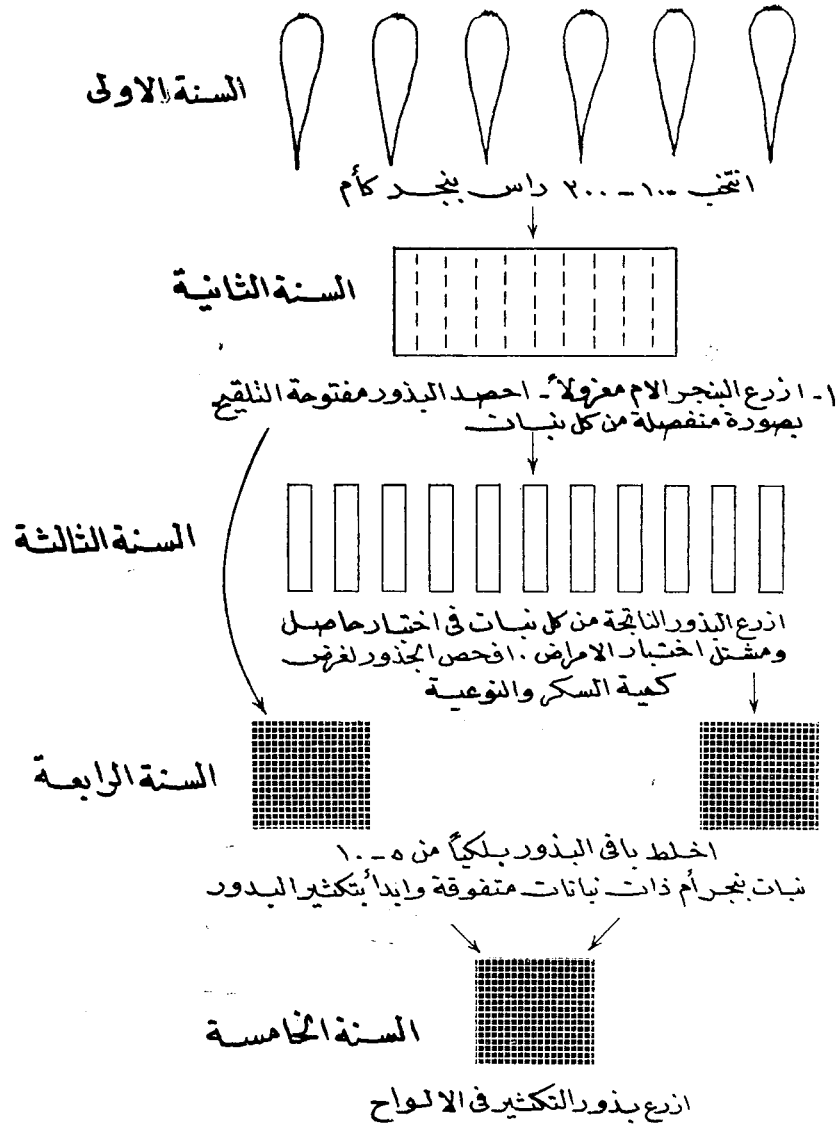 السنة الاولى
انتخب ١٠٠ - ٢٠٠ راس بنجر كأم
السنة الثانية
١- ازرع البنجر الام معزولاً - احصد البذور مفتوحة التلقيح
بصورة منفصلة من كل نبات
السنة الثالثة
ازرع البذور الناتجة من كل نبات في اختبار حاصل
ومشتل اختبار الامراض . افحص الجذور لغرض
كمية السكر والنوعية
السنة الرابعة
اخلط باقي البذور بلكياً من ٥ - ١٠
نبات بنجر أم ذات نباتات متفوقة وابدأ بتكثير البذور
السنة الخامسة
ازرع بذور التكثير في الالواح